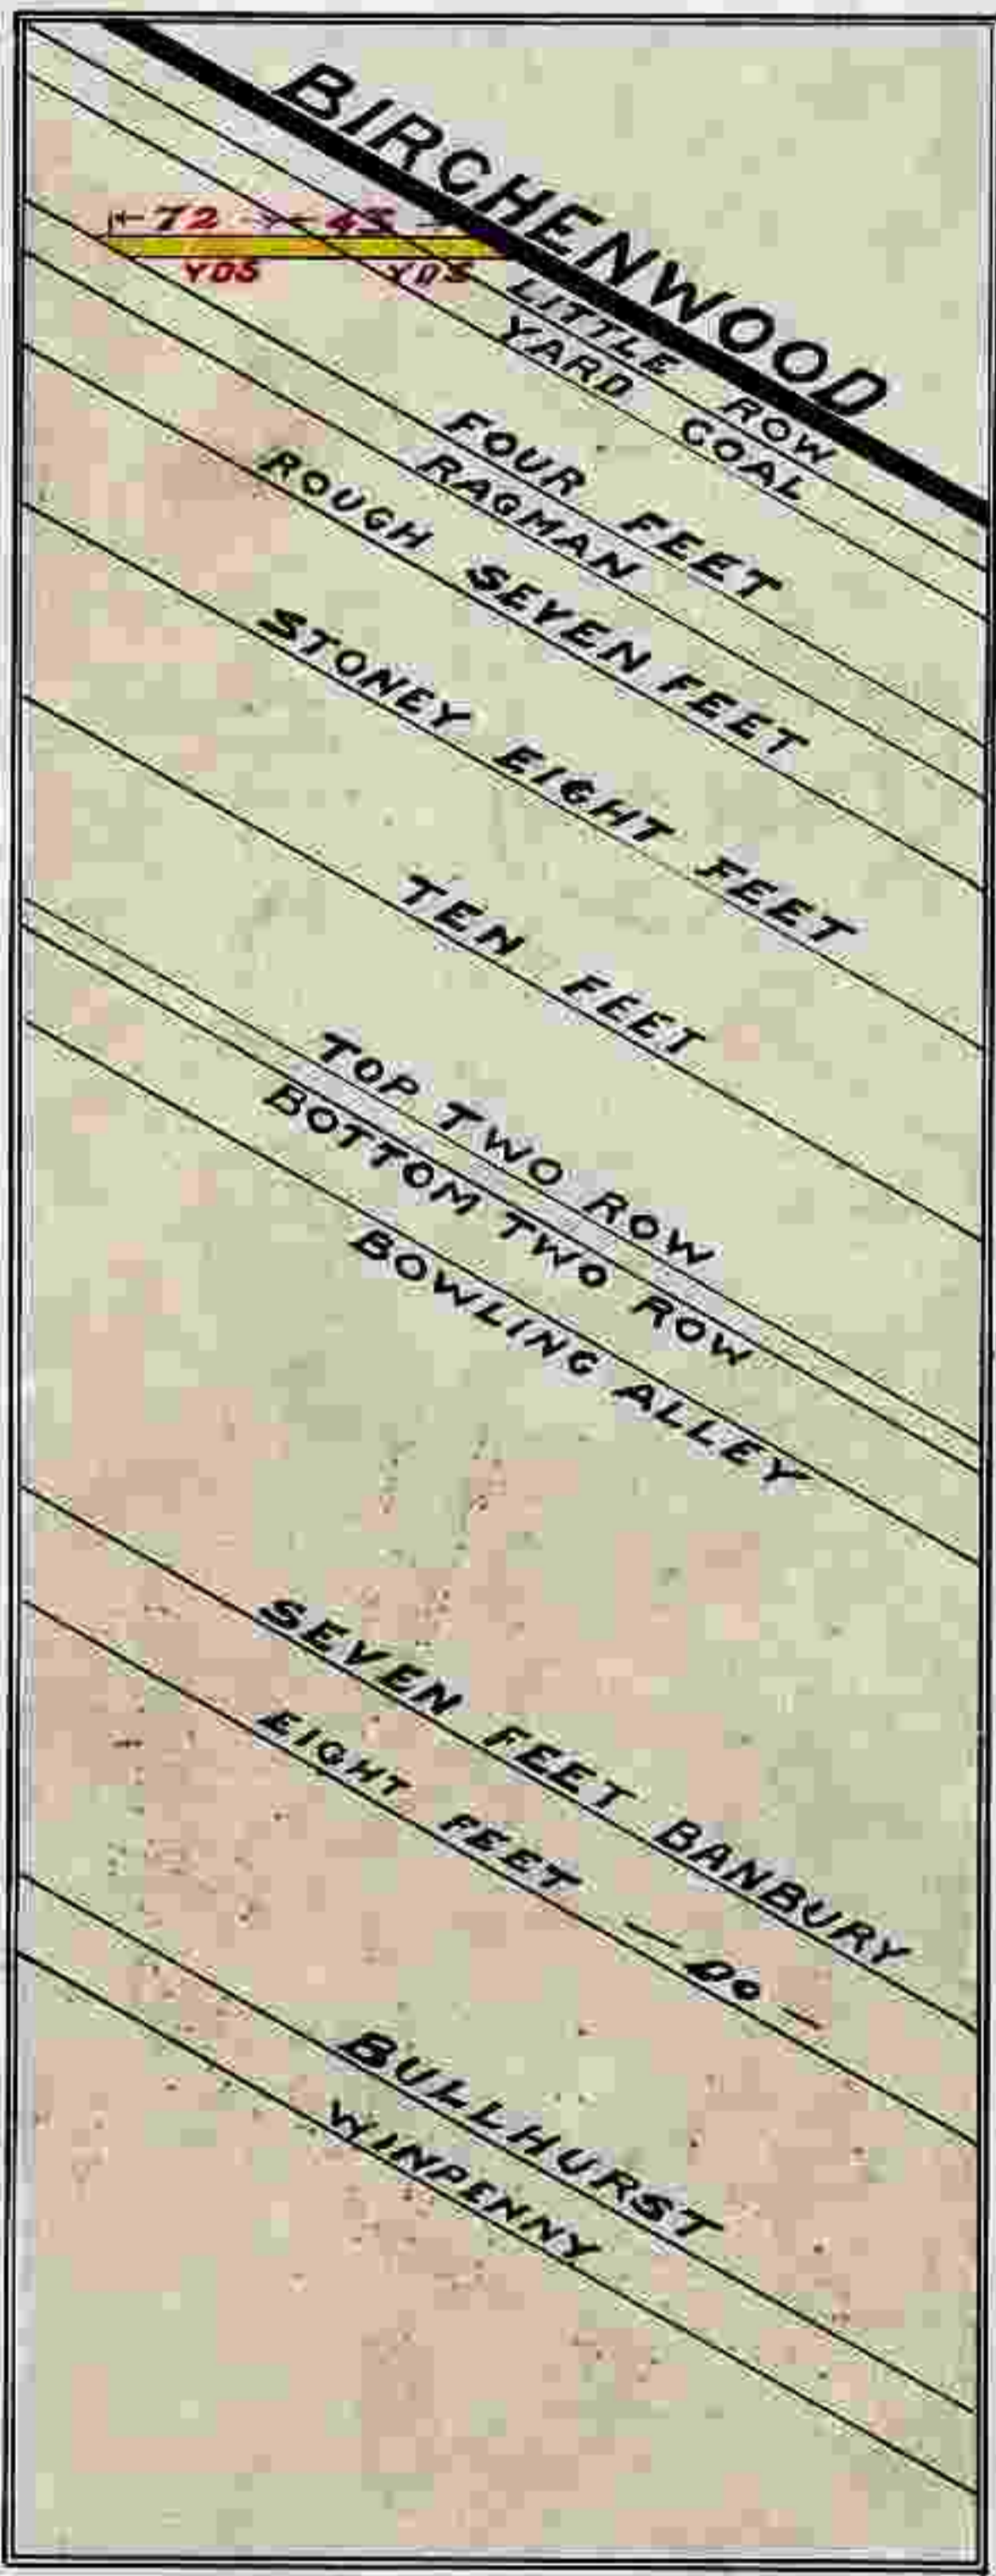 BIRCHENWOOD
72 43
YDS YDS
LITTLE ROW
YARD COAL
FOUR FEET
RAGMAN
ROUGH SEVEN FEET
STONEY EIGHT FEET
TEN FEET
TOP TWO ROW
BOTTOM TWO ROW
BOWLING ALLEY
SEVEN FEET BANBURY
EIGHT FEET — DO —
BULLHURST
WINPENNY